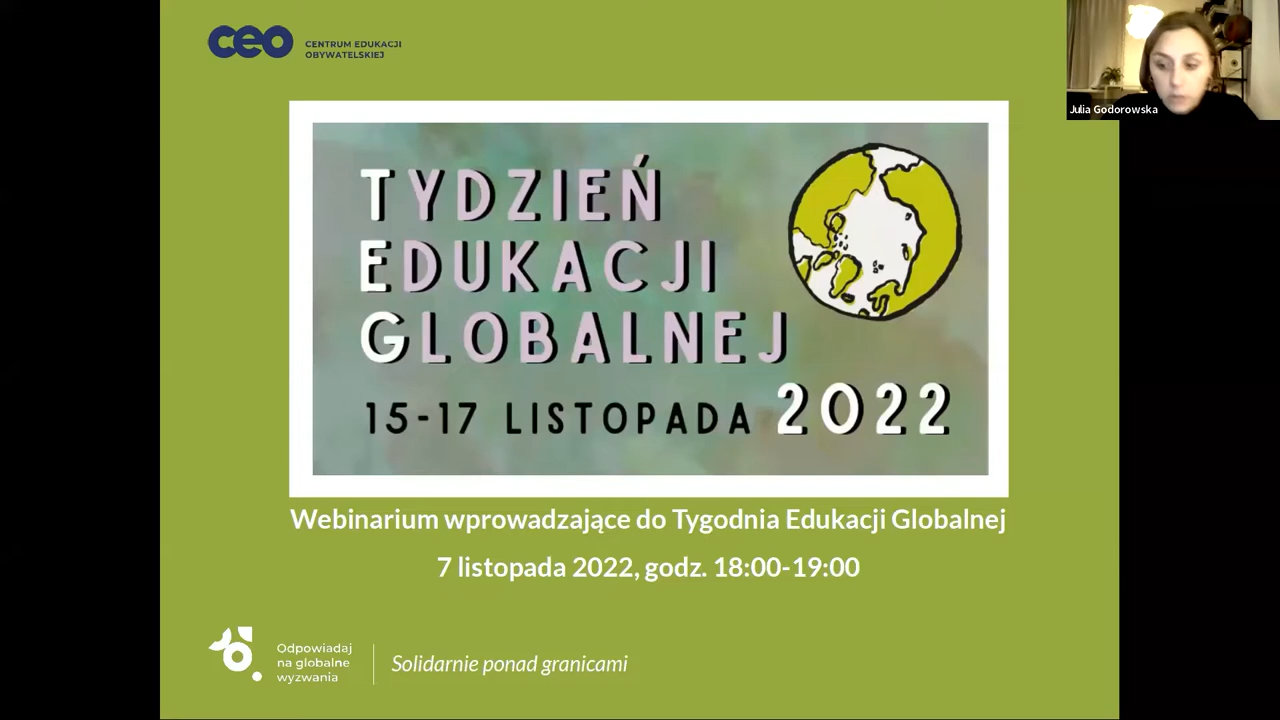 ceo
CENTRUM EDUKACJI
OBYWATELSKIEJ
Julia Godorowska
TYDZIEŃ
EDUKACJI
GLOBALNEJ
15-17 LISTOPADA 2022
Webinarium wprowadzające do Tygodnia Edukacji Globalnej
7 listopada 2022, godz. 18:00-19:00
Odpowiadaj
na globalne
wyzwania
Solidarnie ponad granicami